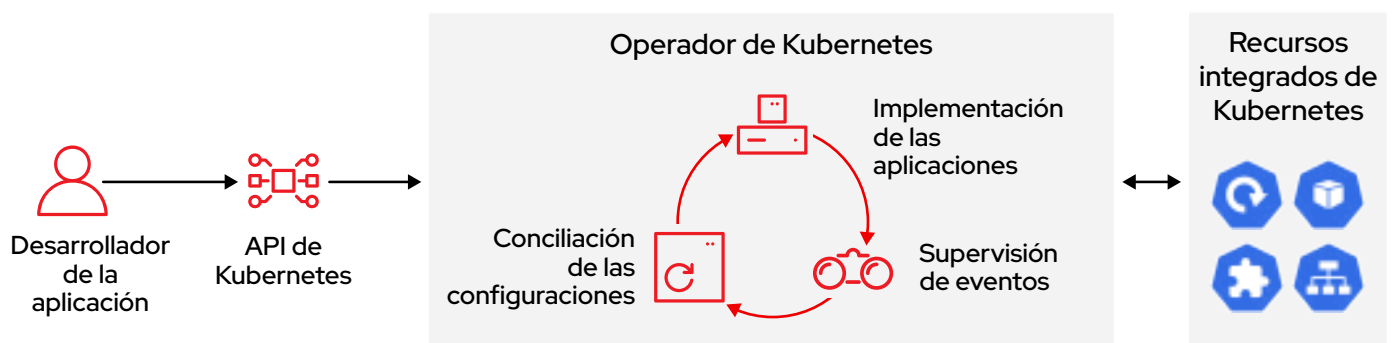 Desarrollador
de la
aplicación
API de
Kubernetes
Operador de Kubernetes
Implementación
de las
aplicaciones
Supervisión
de eventos
Conciliación
de las
configuraciones
Recursos
integrados de
Kubernetes